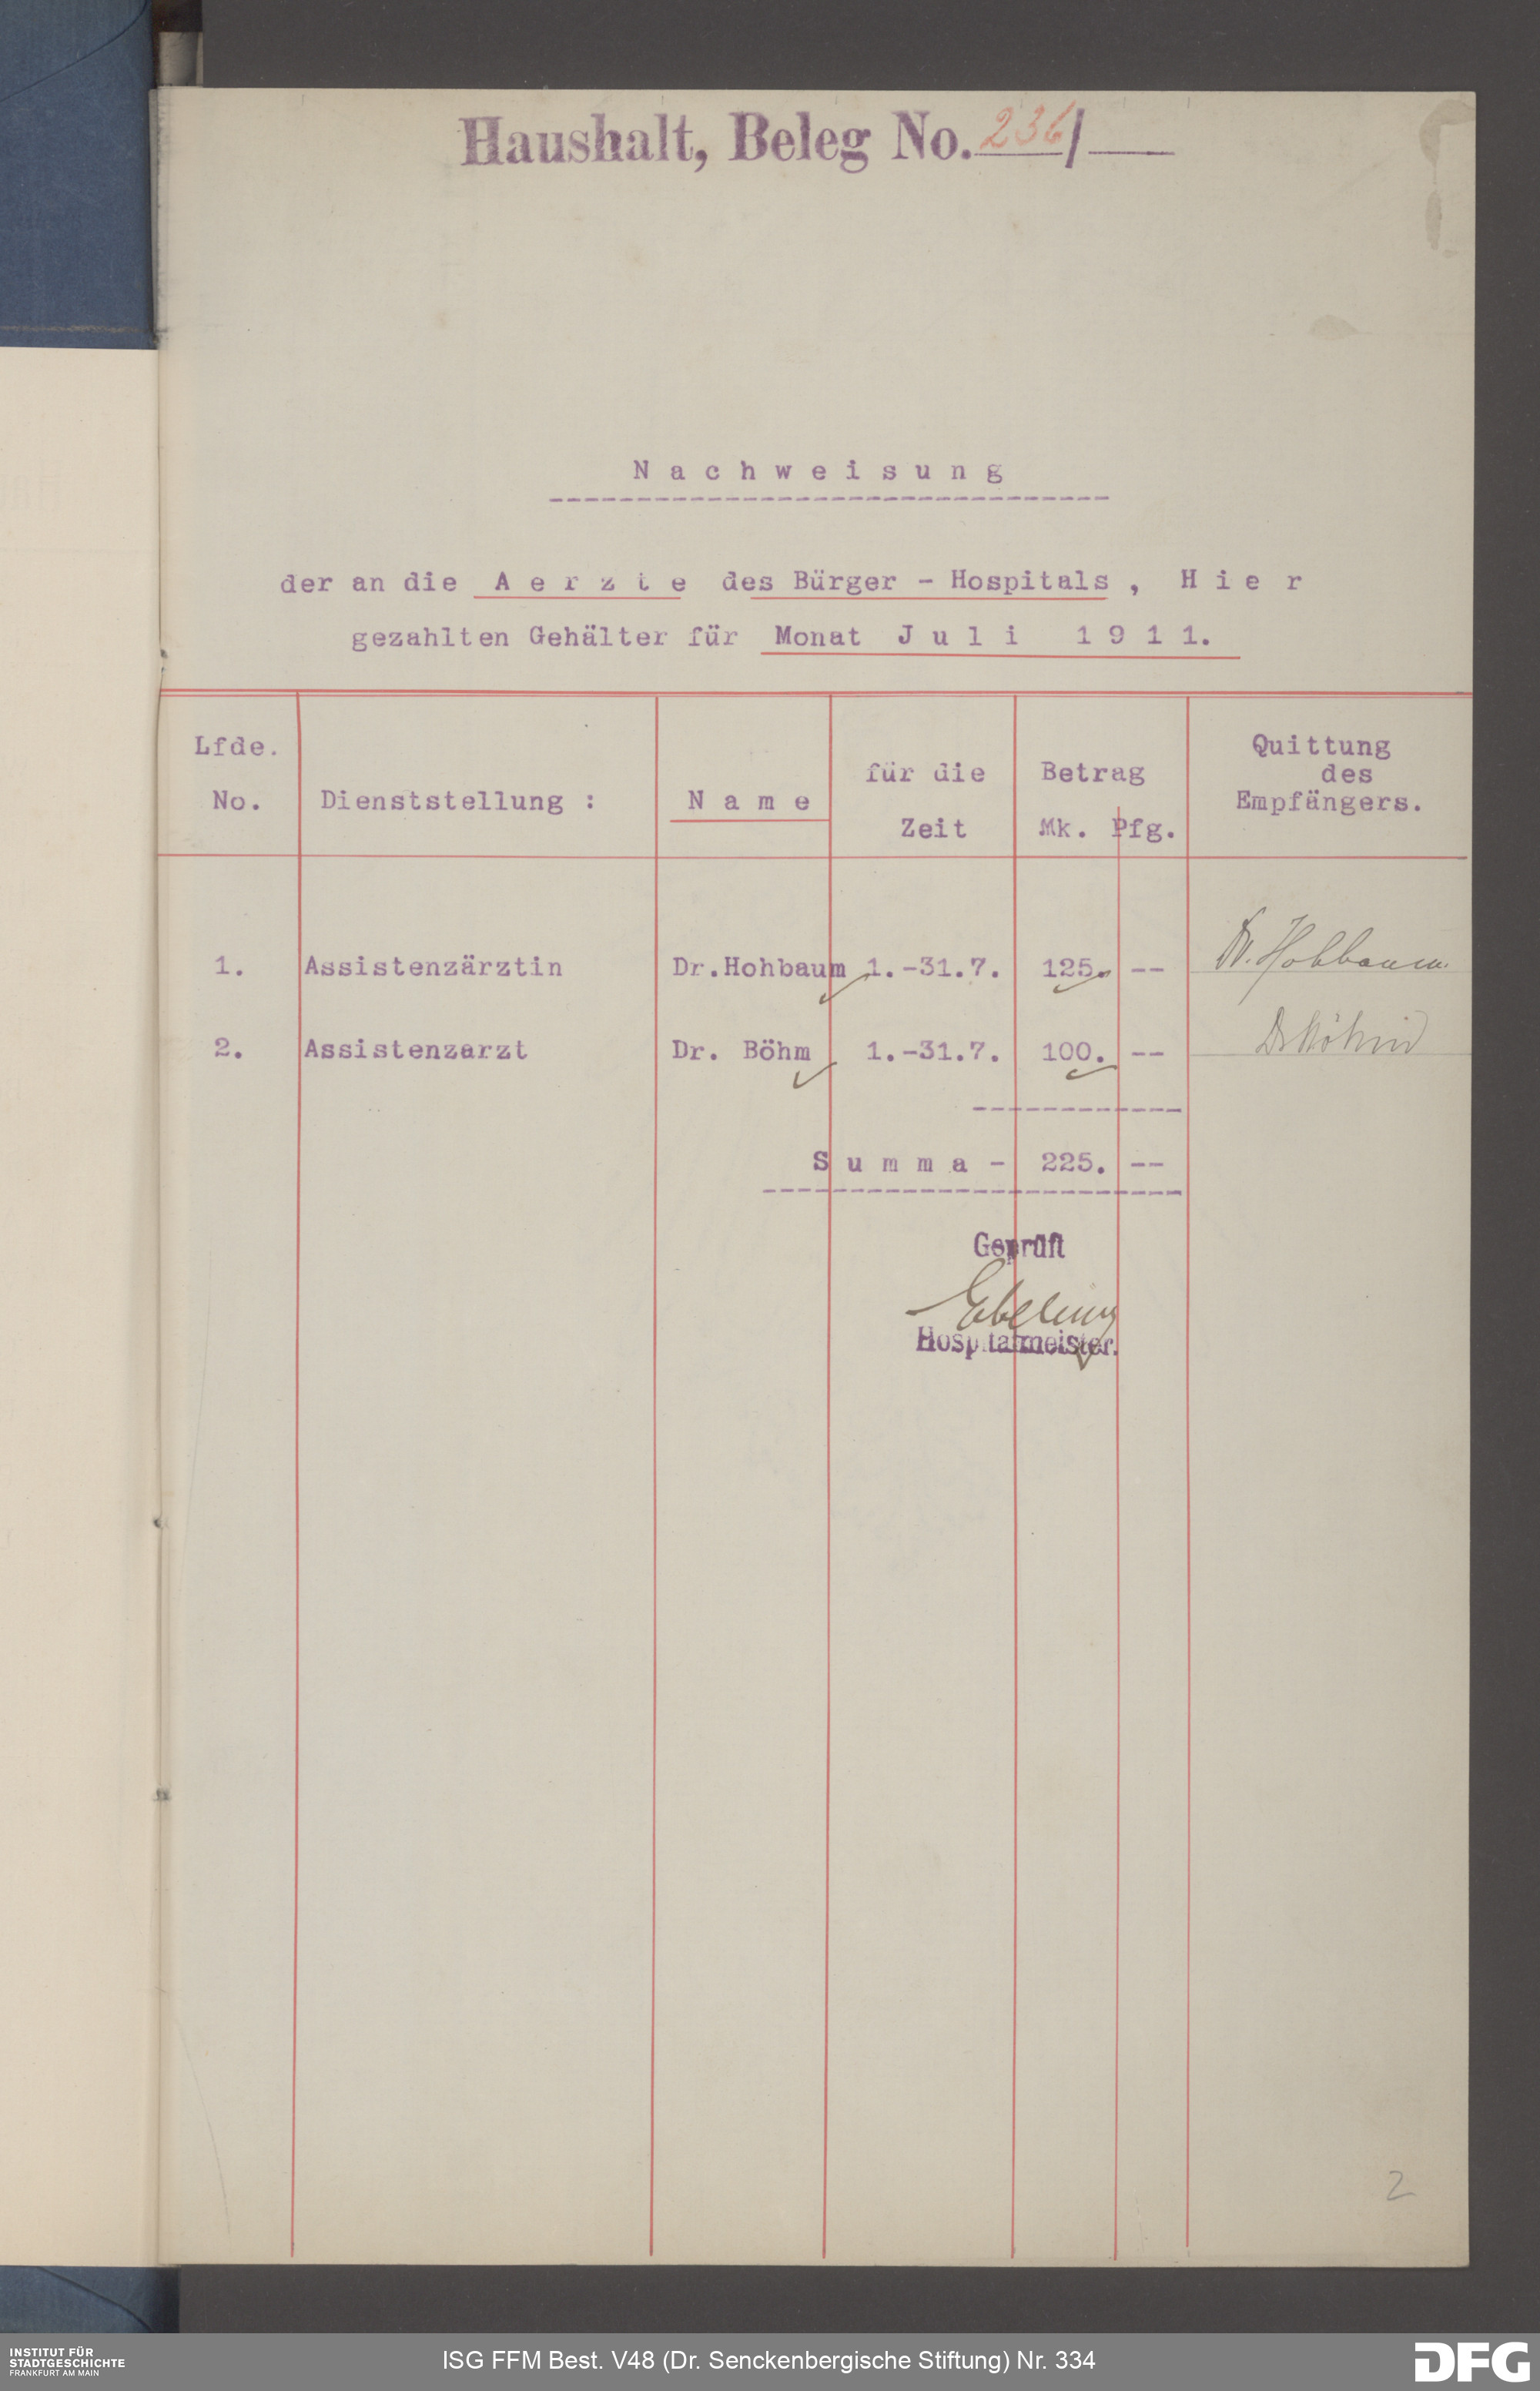 Haushalt, Beleg No. 236/
Nachweisung
der an die Aerzte des Bürger - Hospitals, Hier
gezahlten Gehälter für Monat Juli 1911.
Lfde. No. Dienststellung : Name für die Zeit Betrag Mk. Pfg. Quittung des Empfängers.
1. Assistenzärztin Dr.Hohbaum 1.-31.7. 125. -- Dr. Hohbaum.
2. Assistenzarzt Dr. Böhm 1.-31.7. 100. --
Summa - 225. --
Geprüft
Ebeling
Hospitalmeister.
2
INSTITUT FÜR
STADTGESCHICHTE
FRANKFURT AM MAIN
ISG FFM Best. V48 (Dr. Senckenbergische Stiftung) Nr. 334
DFG